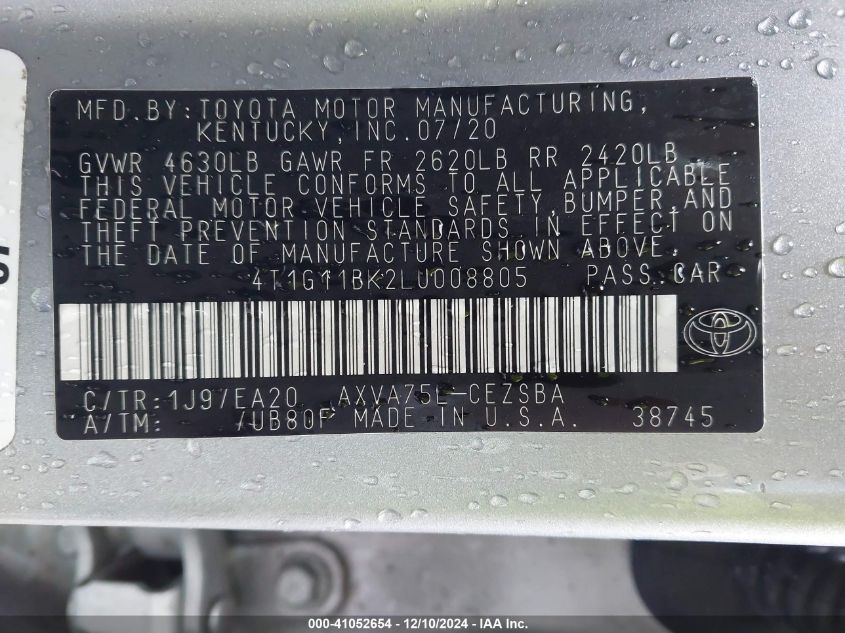 MFD.BY:TOYOTA MOTOR MANUFACTURING,
KENTUCKY,INC.07/20
GVWR 4630LB GAWR FR 2620LB RR 2420LB
THIS VEHICLE CONFORMS TO ALL APPLICABLE
FEDERAL MOTOR VEHICLE SAFETY,BUMPER,AND
THEFT PREVENTION STANDARDS IN EFFECT ON
THE DATE OF MANUFACTURE SHOWN ABOVE.
4T1G11BK2LU008805 PASS.CAR
C/TR:1J9/EA20 AXVA75L-CEZSBA
A/TM: /UB80F MADE IN U.S.A. 38745
000-41052654 - 12/10/2024 - IAA Inc.